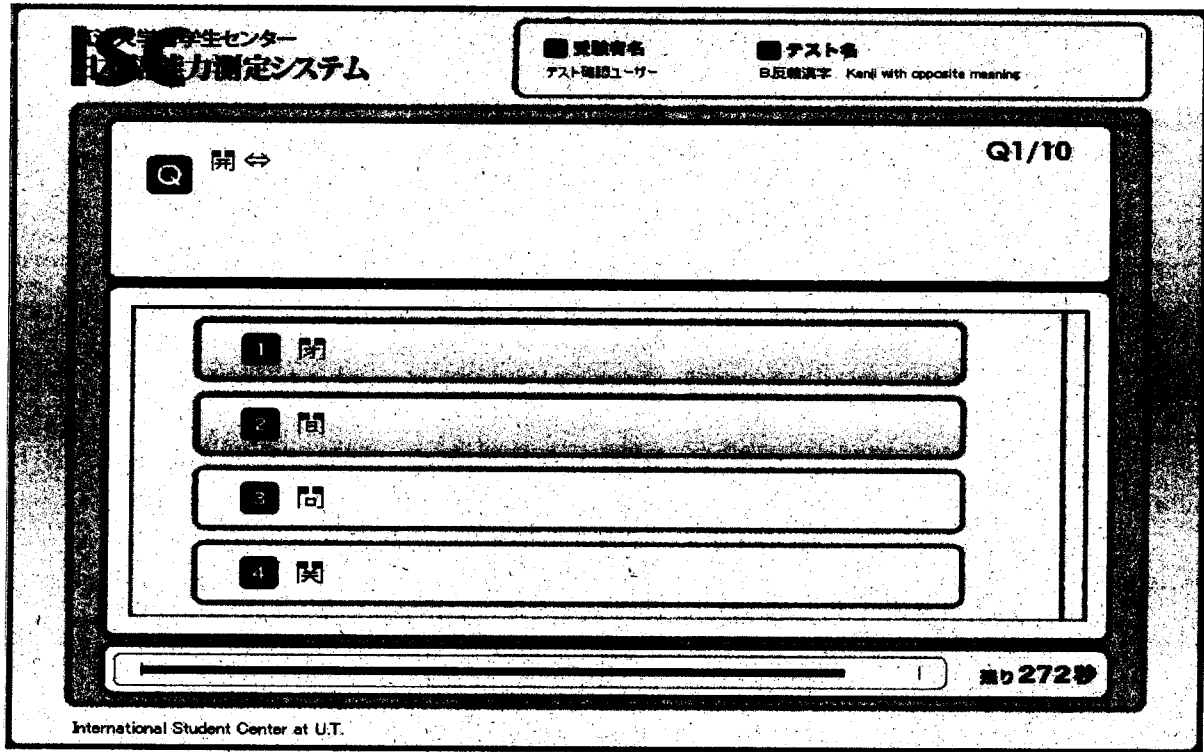 ISC
学生センター
力測定システム
受験者名
テスト確認ユーザー
テスト名
B反義漢字 Kanji with opposite meaning
Q 開 ⇔
Q1/10
1 閉
2 間
3 問
4 関
残り272秒
International Student Center at U.T.